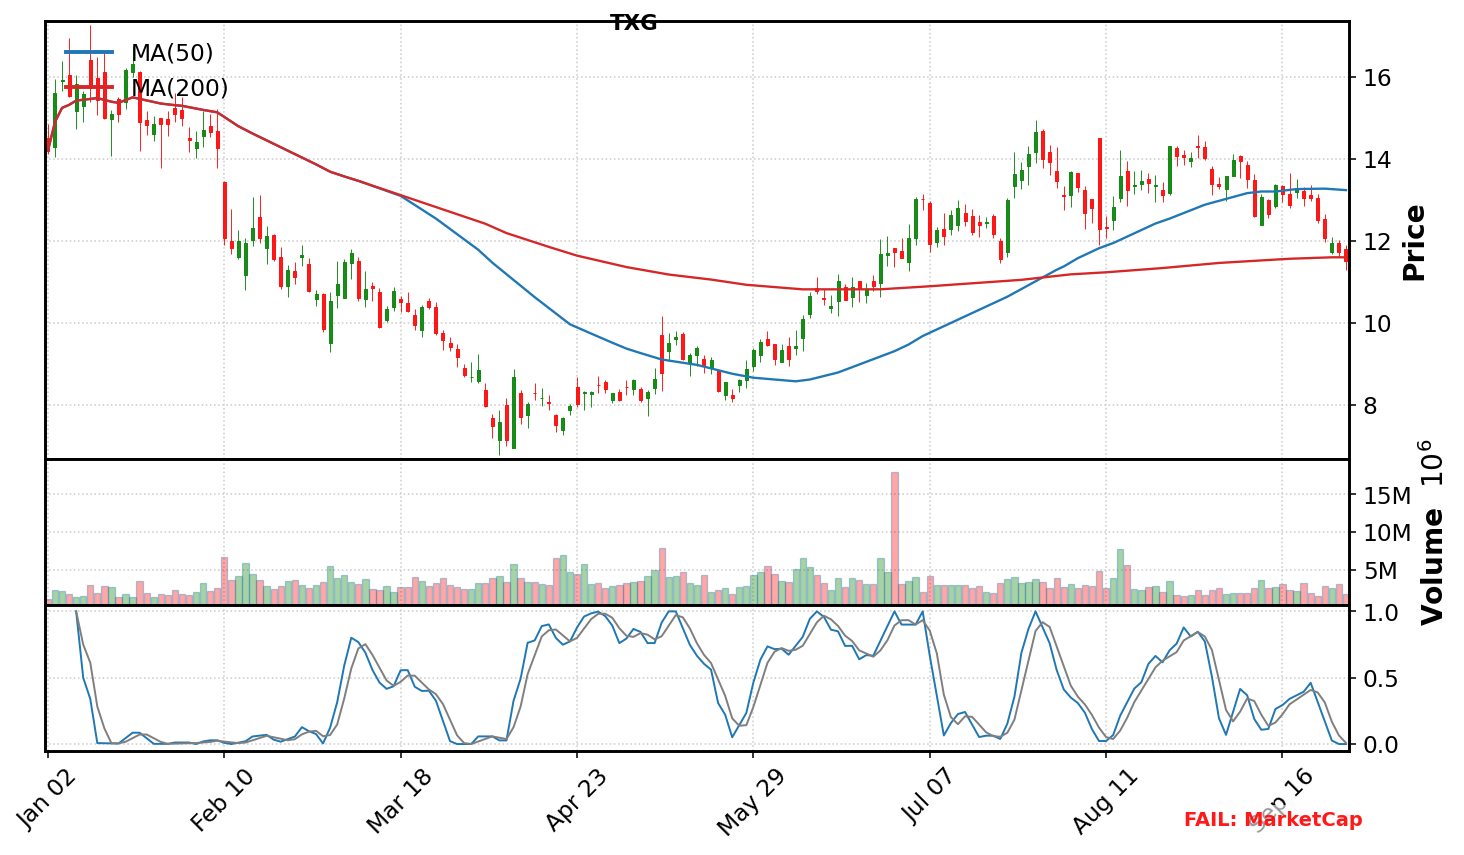 TXG
MA(50)
MA(200)
16
14
12
10
8
Price
15M
10M
5M
Volume 10^6
1.0
0.5
0.0
Jan 02
Feb 10
Mar 18
Apr 23
May 29
Jul 07
Aug 11
Sep 16
FAIL: MarketCap